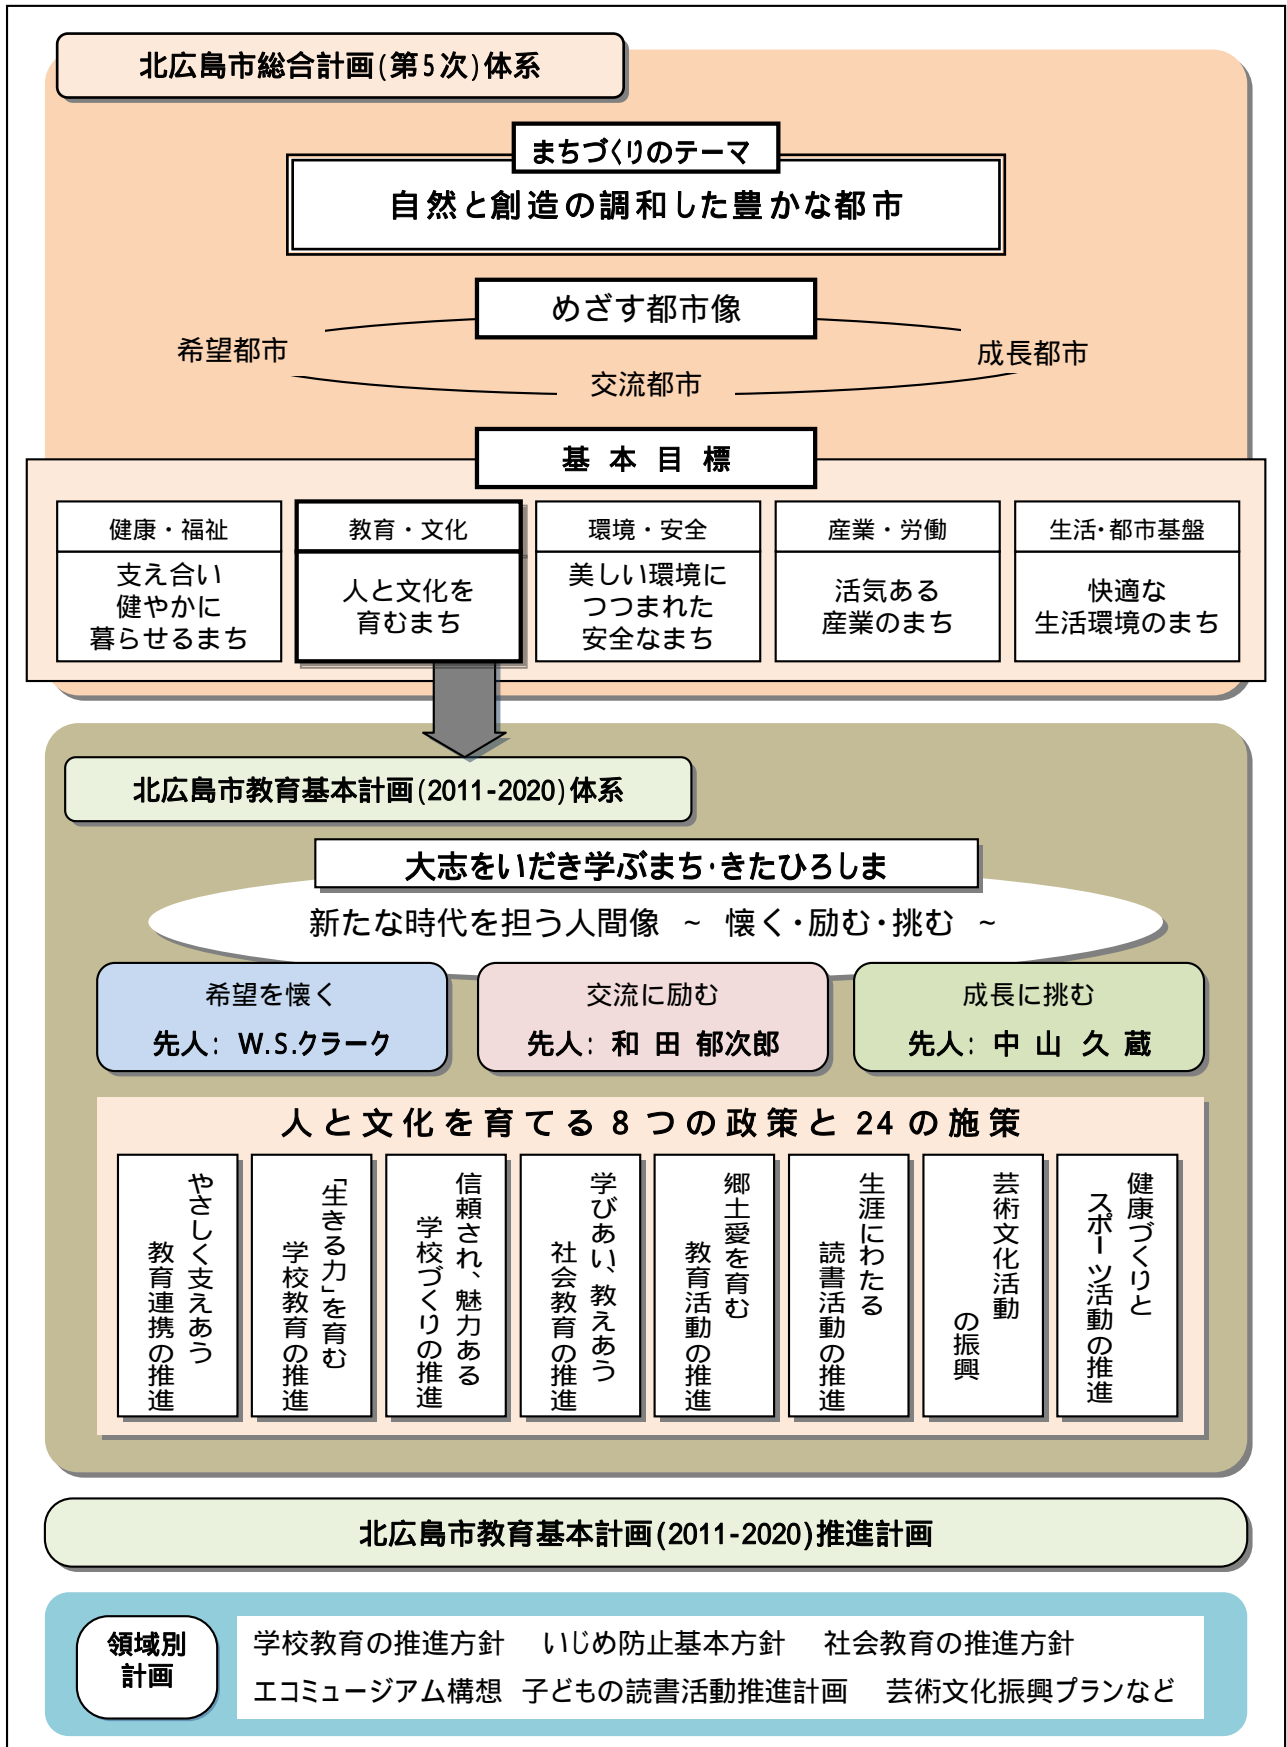 北広島市総合計画(第5次)体系
まちづくりのテーマ
自然と創造の調和した豊かな都市
めざす都市像
希望都市
交流都市
成長都市
基本目標
健康・福祉
支え合い
健やかに
暮らせるまち
教育・文化
人と文化を
育むまち
環境・安全
美しい環境に
つつまれた
安全なまち
産業・労働
活気ある
産業のまち
生活・都市基盤
快適な
生活環境のまち
北広島市教育基本計画(2011-2020)体系
大志をいだき学ぶまち・きたひろしま
新たな時代を担う人間像 ~ 懐く・励む・挑む ~
希望を懐く
先人: W.S.クラーク
交流に励む
先人: 和田 郁次郎
成長に挑む
先人: 中山 久蔵
人と文化を育てる8つの政策と24の施策
やさしく支えあう
教育連携の推進
「生きる力」を育む
学校教育の推進
信頼され、魅力ある
学校づくりの推進
学びあい、教えあう
社会教育の推進
郷土愛を育む
教育活動の推進
生涯にわたる
読書活動の推進
芸術文化活動
の振興
健康づくりと
スポーツ活動の推進
北広島市教育基本計画(2011-2020)推進計画
領域別
計画
学校教育の推進方針 いじめ防止基本方針 社会教育の推進方針
エコミュージアム構想 子どもの読書活動推進計画 芸術文化振興プランなど